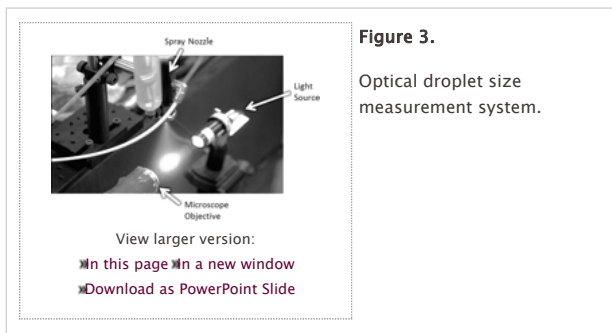 Spray Nozzle
Light
Source
Microscope
Objective
View larger version:
In this page In a new window
Download as PowerPoint Slide
Figure 3.
Optical droplet size
measurement system.